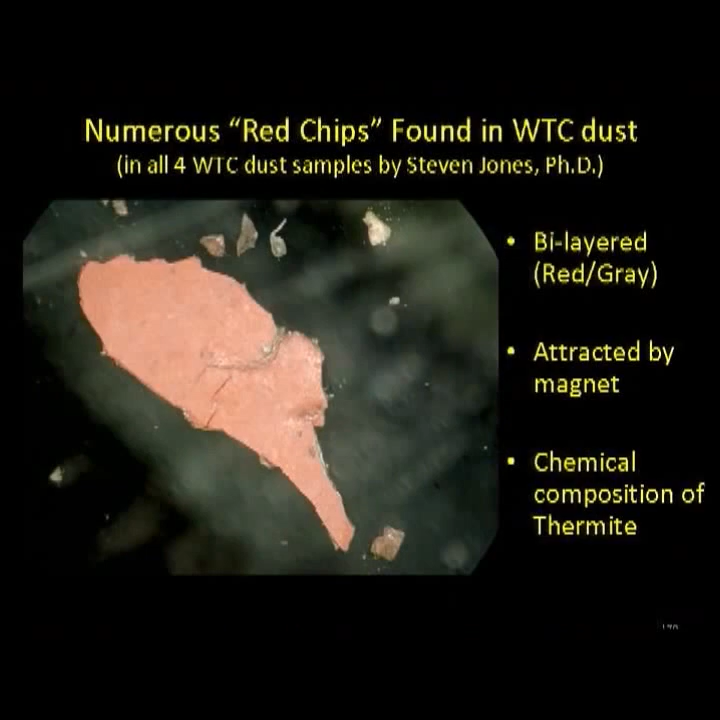 Numerous “Red Chips” Found in WTC dust
(in all 4 WTC dust samples by Steven Jones, Ph.D.)
• Bi-layered
(Red/Gray)
• Attracted by
magnet
• Chemical
composition of
Thermite